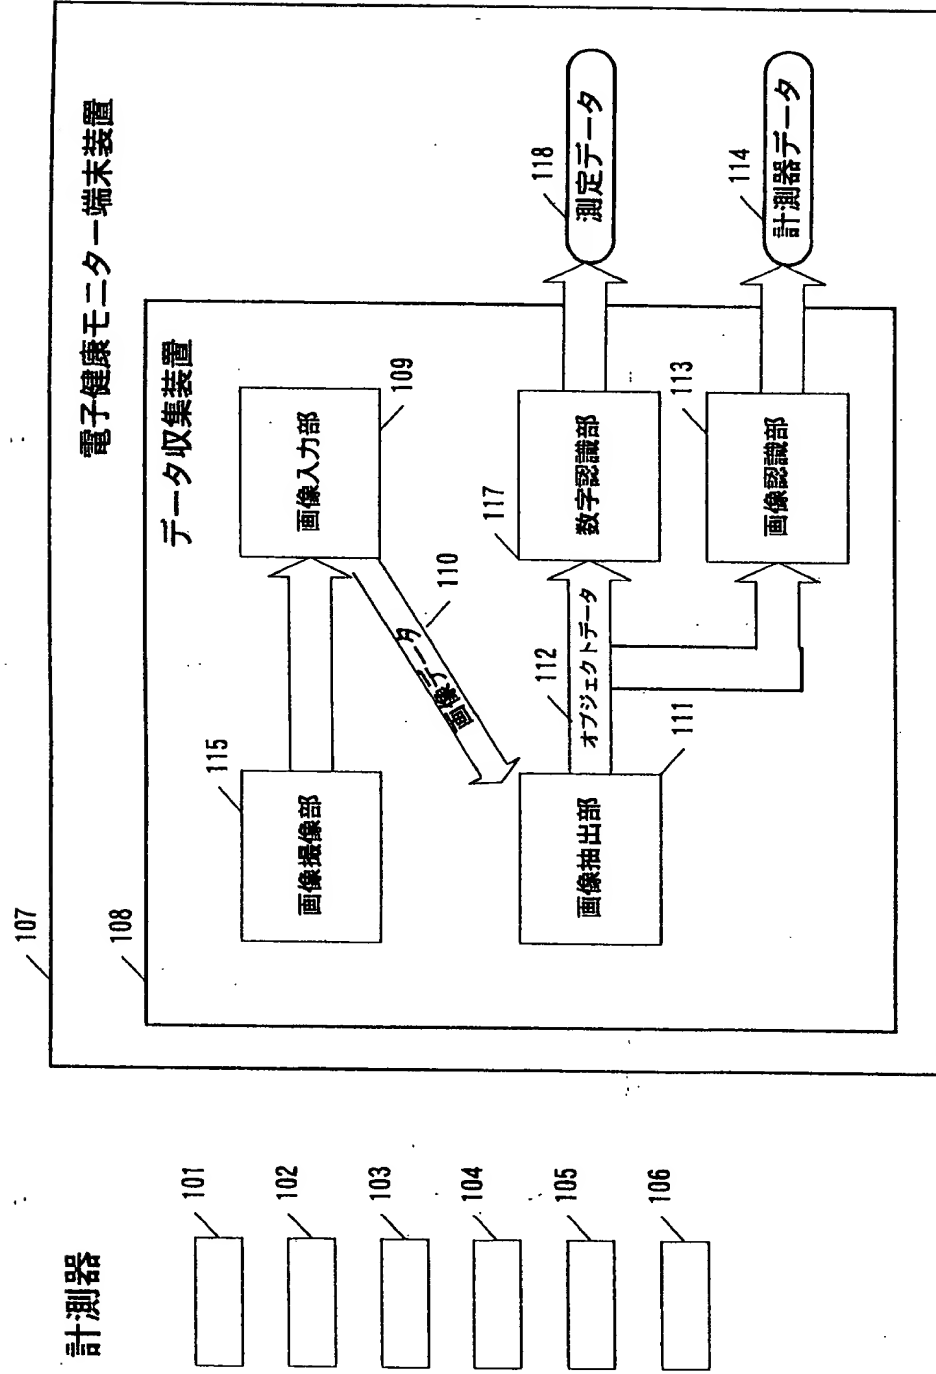 計測器
101
102
103
104
105
106
107
電子健康モニター端末装置
108
データ収集装置
115
画像撮像部
画像入力部
109
画像データ
110
画像抽出部
111
112
オブジェクトデータ
117
数字認識部
画像認識部
113
118
測定データ
114
計測器データ